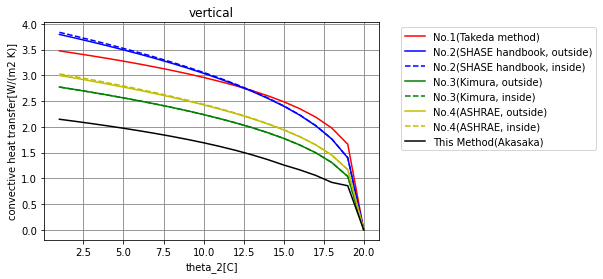 vertical
convective heat transfer[W/(m2 K)]
4.0
3.5
3.0
2.5
2.0
1.5
1.0
0.5
0.0
2.5 5.0 7.5 10.0 12.5 15.0 17.5 20.0
theta_2[C]
No.1(Takeda method)
No.2(SHASE handbook, outside)
No.2(SHASE handbook, inside)
No.3(Kimura, outside)
No.3(Kimura, inside)
No.4(ASHRAE, outside)
No.4(ASHRAE, inside)
This Method(Akasaka)